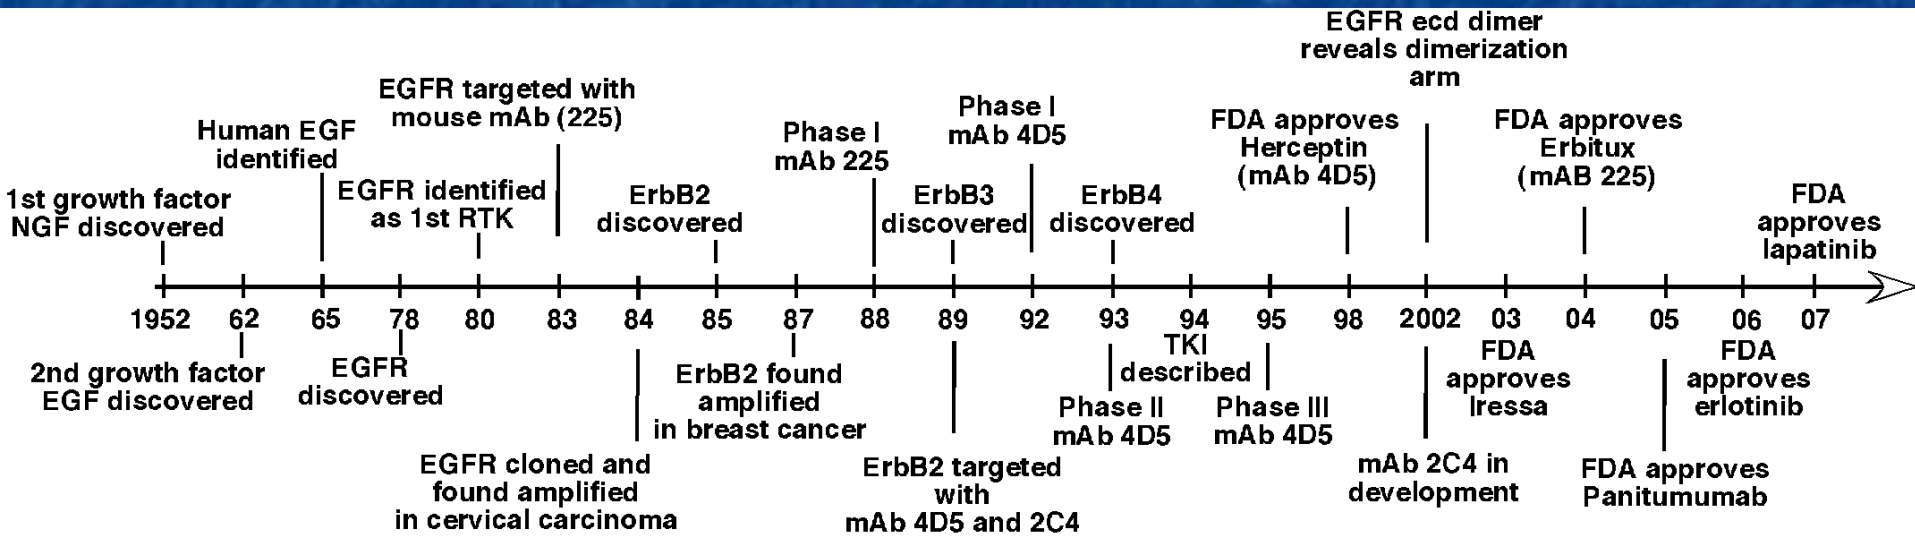 EGFR ecd dimer
reveals dimerization
arm
EGFR targeted with
mouse mAb (225)
Phase I
mAb 4D5
FDA approves
Herceptin
(mAb 4D5)
FDA approves
Erbitux
(mAB 225)
Human EGF
identified
Phase I
mAb 225
1st growth factor
NGF discovered
EGFR identified
as 1st RTK
ErbB2
discovered
ErbB3
discovered
ErbB4
discovered
FDA
approves
lapatinib
1952 62 65 78 80 83 84 85 87 88 89 92 93 94 95 98 2002 03 04 05 06 07
2nd growth factor
EGF discovered
EGFR
discovered
EGFR cloned and
found amplified
in cervical carcinoma
ErbB2 found
amplified
in breast cancer
ErbB2 targeted
with
mAb 4D5 and 2C4
Phase II
mAb 4D5
TKI
described
Phase III
mAb 4D5
mAb 2C4 in
development
FDA
approves
Iressa
FDA approves
Panitumumab
FDA
approves
erlotinib